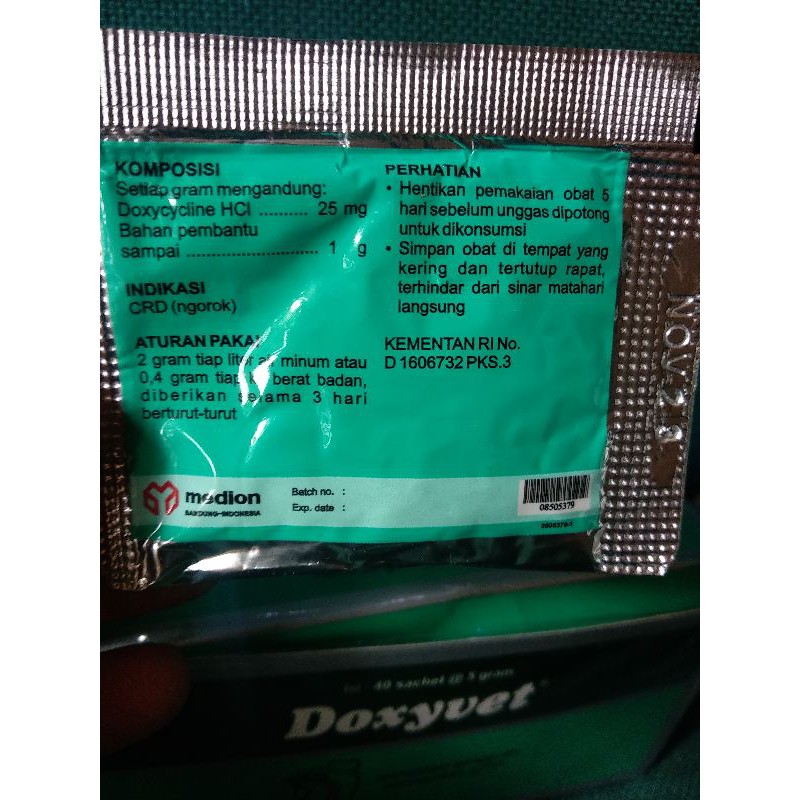 KOMPOSISI
Setiap gram mengandung:
Doxycycline HCl .......... 25 mg
Bahan pembantu
sampai ........................ 1 g
INDIKASI
CRD (ngorok)
ATURAN PAKAI
2 gram tiap liter air minum atau
0,4 gram tiap berat badan,
diberikan selama 3 hari
berturut-turut
PERHATIAN
• Hentikan pemakaian obat 5
hari sebelum unggas dipotong
untuk dikonsumsi
• Simpan obat di tempat yang
kering dan tertutup rapat,
terhindar dari sinar matahari
langsung
KEMENTAN RI No.
D 1606732 PKS.3
NOV 23
medion
BANDUNG-INDONESIA
Batch no. :
Exp. date :
08505379
40 sachet @ 5 gram
Doxyvet